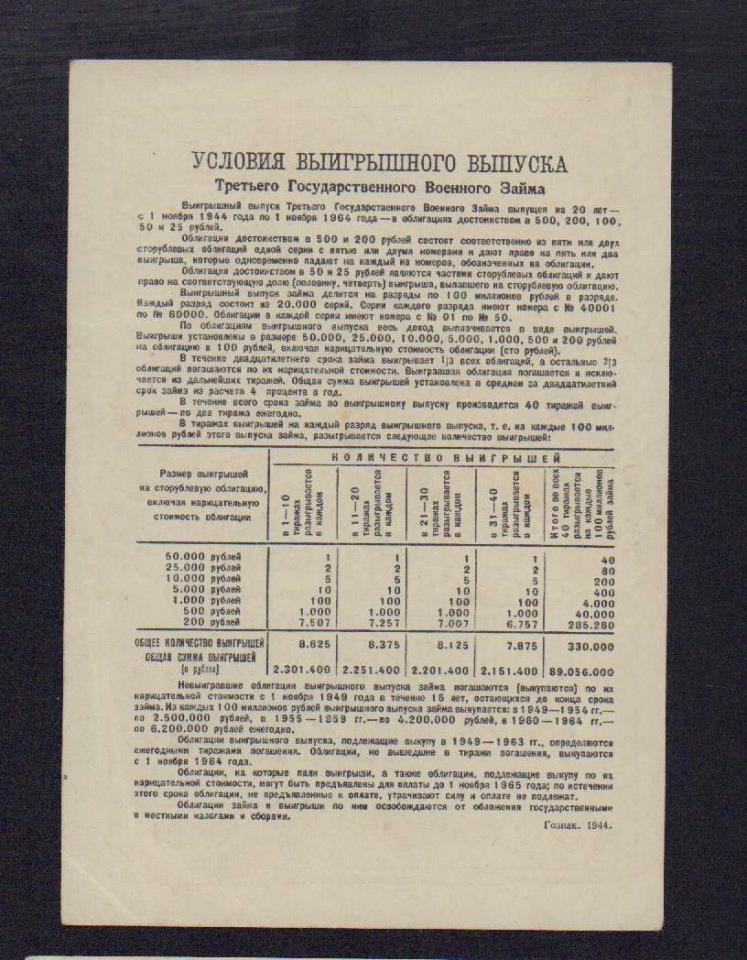 УСЛОВИЯ ВЫИГРЫШНОГО ВЫПУСКА
Третьего Государственного Военного Займа
Выигрышный выпуск Третьего Государственного Военного Займа выпущен на 20 лет —
с 1 ноября 1944 года по 1 ноября 1964 года — в облигациях достоинством в 500, 200, 100,
50 и 25 рублей.
Облигации достоинством в 500 и 200 рублей состоят соответственно из пяти или двух
сторублевых облигаций одной серии с пятью или двумя номерами и дают право на пять или два
выигрыша, которые одновременно падают на каждый из номеров, обозначенных на облигации.
Облигации достоинством в 50 и 25 рублей являются частями сторублевых облигаций и дают
право на соответствующую долю (половину, четверть) выигрыша, выпавшего на сторублевую облигацию.
Выигрышный выпуск займа делится на разряды по 100 миллионов рублей в разряде.
Каждый разряд состоит из 20.000 серий. Серии каждого разряда имеют номера с № 40001
по № 60000. Облигации в каждой серии имеют номера с № 01 по № 50.
По облигациям выигрышного выпуска весь доход выплачивается в виде выигрышей.
Выигрыши установлены в размере 50.000, 25.000, 10.000, 5.000, 1.000, 500 и 200 рублей
на облигацию в 100 рублей, включая нарицательную стоимость облигации (сто рублей).
В течение двадцатилетнего срока займа выигрывает 1|3 всех облигаций, а остальные 2|3
облигаций погашаются по их нарицательной стоимости. Выигравшая облигация погашается и исклю-
чается из дальнейших тиражей. Общая сумма выигрышей установлена в среднем за двадцатилетний
срок займа из расчета 4 процента в год.
В течение всего срока займа по выигрышному выпуску производится 40 тиражей выиг-
рышей — по два тиража ежегодно.
В тиражах выигрышей на каждый разряд выигрышного выпуска, т. е. на каждые 100 мил-
лионов рублей этого выпуска займа, разыгрывается следующее количество выигрышей:
Размер выигрышей
на сторублевую облигацию,
включая нарицательную
стоимость облигации
КОЛИЧЕСТВО ВЫИГРЫШЕЙ
в 1—10 тиражах разыгрывается в каждом
в 11—20 тиражах разыгрывается в каждом
в 21—30 тиражах разыгрывается в каждом
в 31—40 тиражах разыгрывается в каждом
Итого во всех 40 тиражах разыгрывается на каждые 100 миллионов рублей займа
50.000 рублей 1 1 1 1 40
25.000 рублей 2 2 2 2 80
10.000 рублей 5 5 5 5 200
5.000 рублей 10 10 10 10 400
1.000 рублей 100 100 100 100 4.000
500 рублей 1.000 1.000 1.000 1.000 40.000
200 рублей 7.507 7.257 7.007 6.757 285.280
ОБЩЕЕ КОЛИЧЕСТВО ВЫИГРЫШЕЙ 8.625 8.375 8.125 7.875 330.000
ОБЩАЯ СУММА ВЫИГРЫШЕЙ
(в рублях) 2.301.400 2.251.400 2.201.400 2.151.400 89.056.000
Невыигравшие облигации выигрышного выпуска займа погашаются (выкупаются) по их
нарицательной стоимости с 1 ноября 1949 года в течение 15 лет, остающихся до конца срока
займа. Из каждых 100 миллионов рублей выигрышного выпуска займа выкупается: в 1949—1954 гг.—
по 2.500.000 рублей, в 1955—1959 гг.—по 4.200.000 рублей, в 1960—1964 гг.—
по 6.200.000 рублей ежегодно.
Облигации выигрышного выпуска, подлежащие выкупу в 1949—1963 гг., определяются
ежегодными тиражами погашения. Облигации, не вышедшие в тиражи погашения, выкупаются
с 1 ноября 1964 года.
Облигации, на которые пали выигрыши, а также облигации, подлежащие выкупу по их
нарицательной стоимости, могут быть предъявлены для оплаты до 1 ноября 1965 года; по истечении
этого срока облигации, не предъявленные к оплате, утрачивают силу и оплате не подлежат.
Облигации займа и выигрыши по ним освобождаются от обложения государственными
и местными налогами и сборами.
Гознак. 1944.